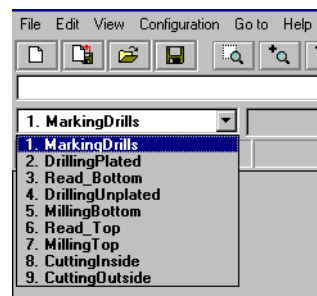 File Edit View Configuration Go to Help
1. MarkingDrills
1. MarkingDrills
2. DrillingPlated
3. Read_Bottom
4. DrillingUnplated
5. MillingBottom
6. Read_Top
7. MillingTop
8. CuttingInside
9. CuttingOutside